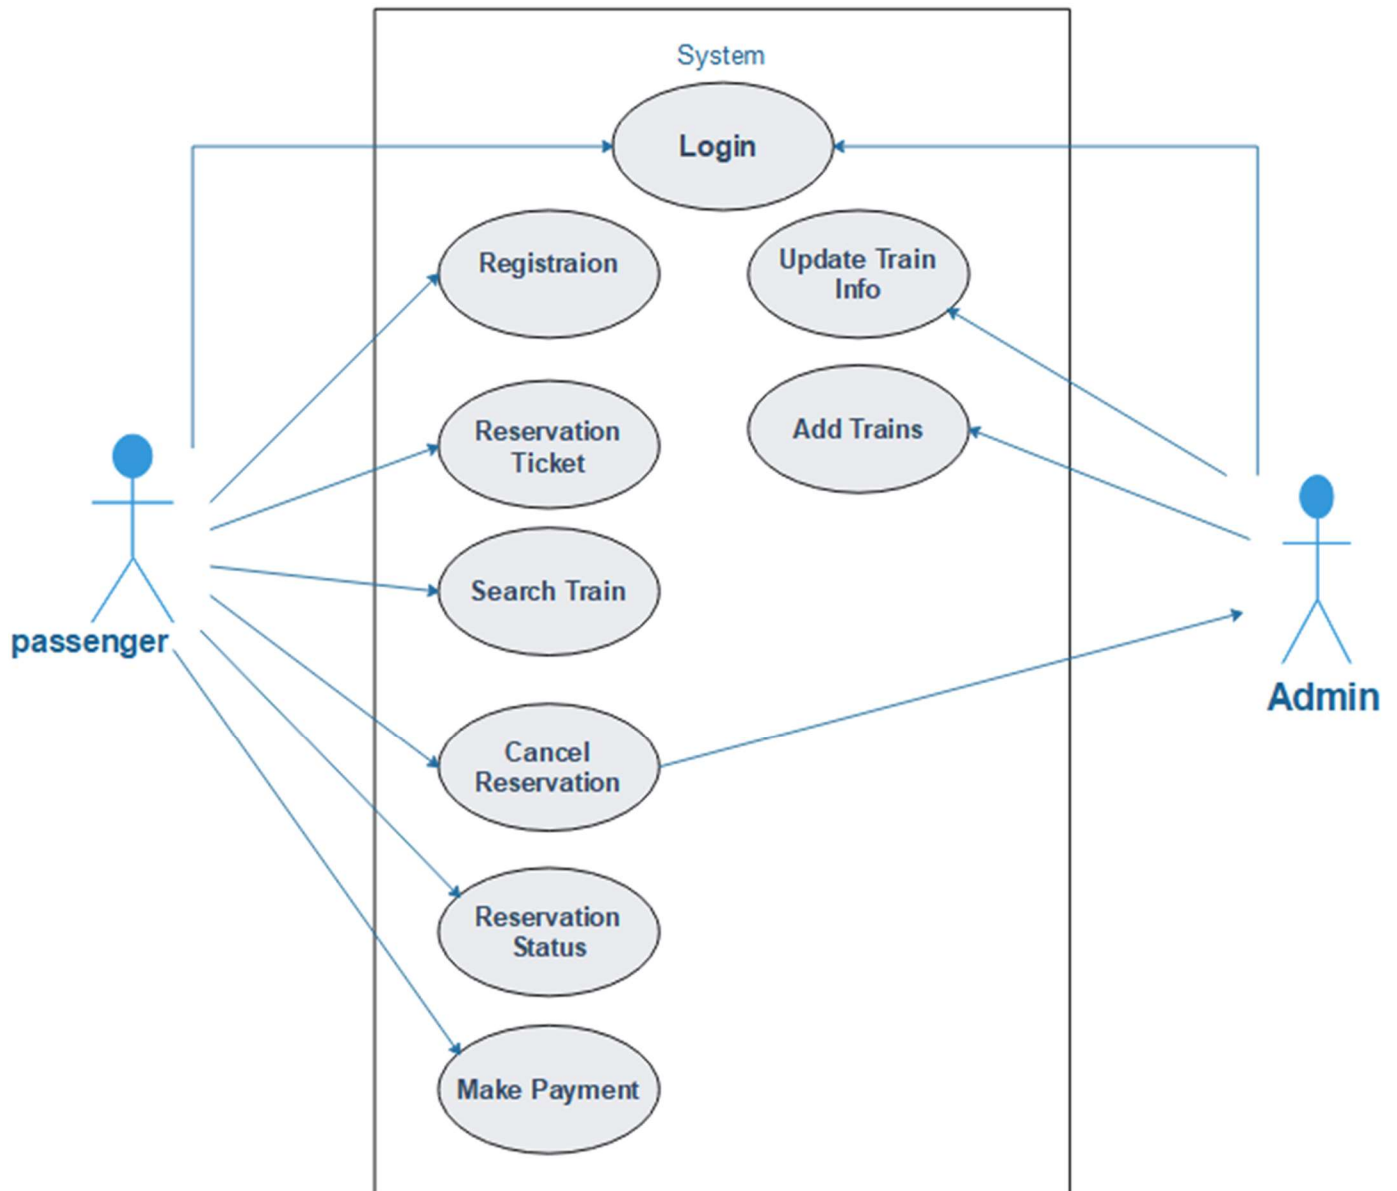 System
Login
Registraion
Update Train
Info
Reservation
Ticket
Add Trains
Search Train
passenger
Admin
Cancel
Reservation
Reservation
Status
Make Payment